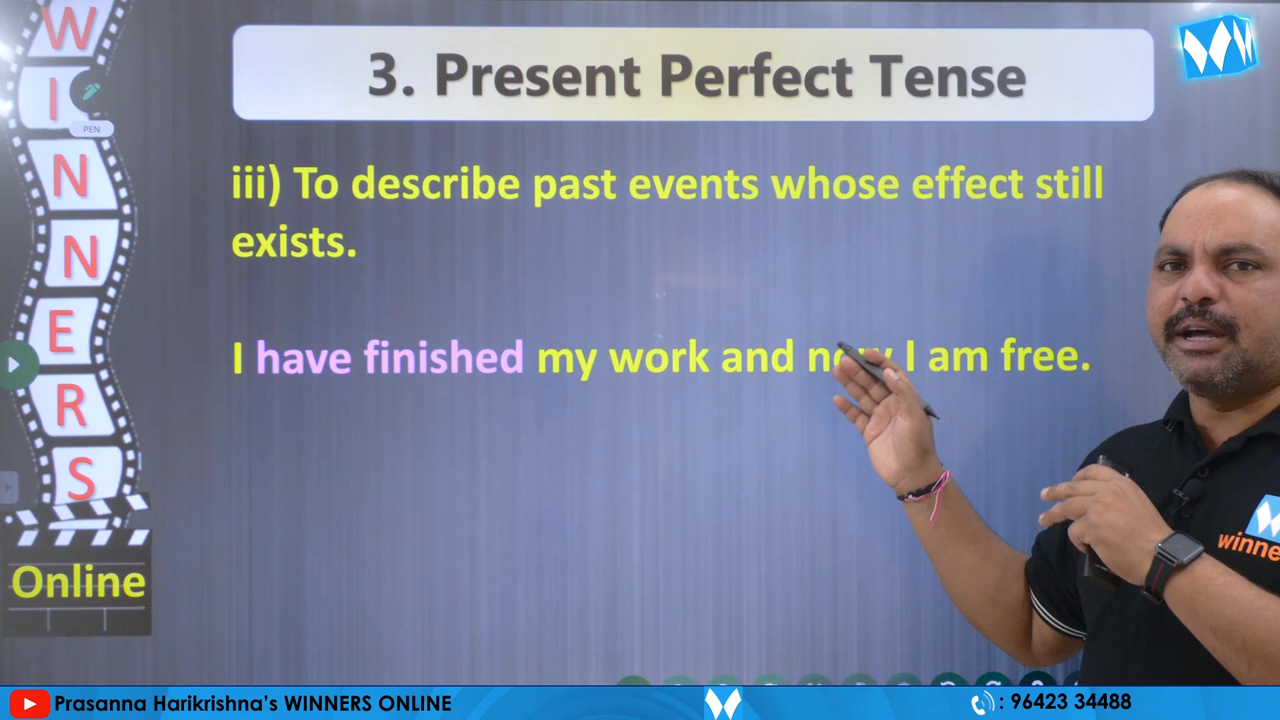 3. Present Perfect Tense
iii) To describe past events whose effect still
exists.
I have finished my work and now I am free.
W
I
PEN
N
N
E
R
S
Online
winners
winne
Prasanna Harikrishna's WINNERS ONLINE
: 96423 34488